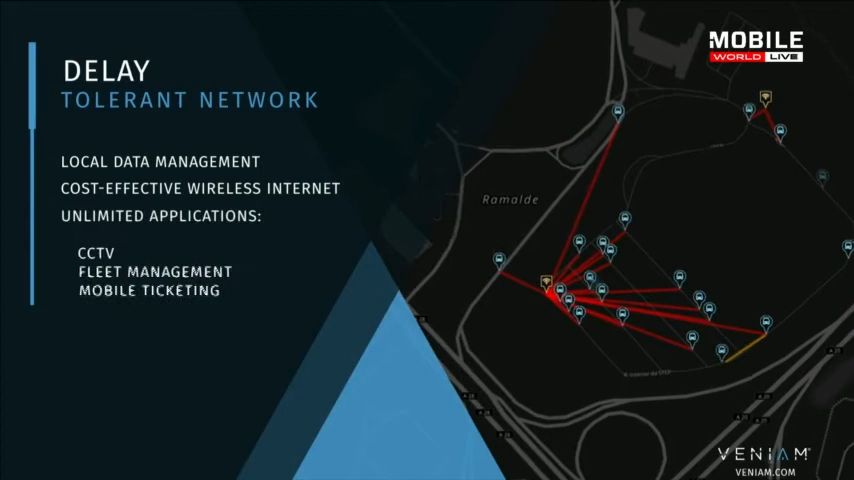 DELAY
TOLERANT NETWORK
LOCAL DATA MANAGEMENT
COST-EFFECTIVE WIRELESS INTERNET
UNLIMITED APPLICATIONS:
CCTV
FLEET MANAGEMENT
MOBILE TICKETING
MOBILE
WORLD LIVE
Ramalde
VENIAM
VENIAM.COM